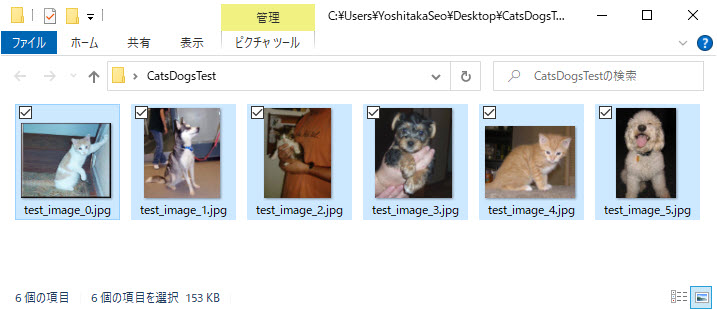 管理
C:¥Users¥YoshitakaSeo¥Desktop¥CatsDogsT...
ファイル ホーム 共有 表示 ピクチャ ツール
CatsDogsTest
CatsDogsTestの検索
test_image_0.jpg test_image_1.jpg test_image_2.jpg test_image_3.jpg test_image_4.jpg test_image_5.jpg
6 個の項目 6 個の項目を選択 153 KB